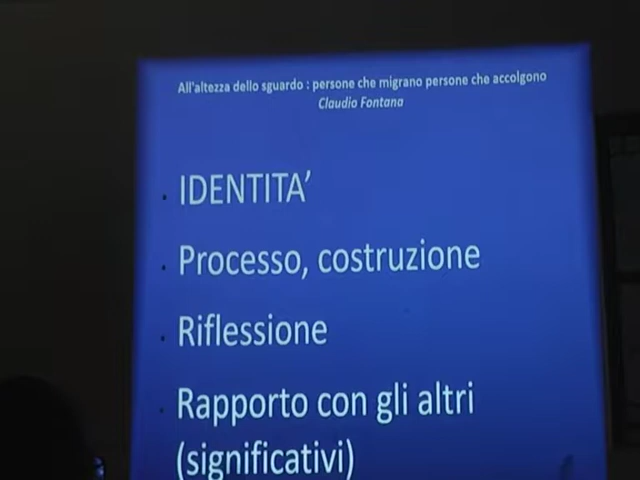 All'altezza dello sguardo : persone che migrano persone che accolgono
Claudio Fontana
. IDENTITA'
. Processo, costruzione
. Riflessione
. Rapporto con gli altri
(significativi)